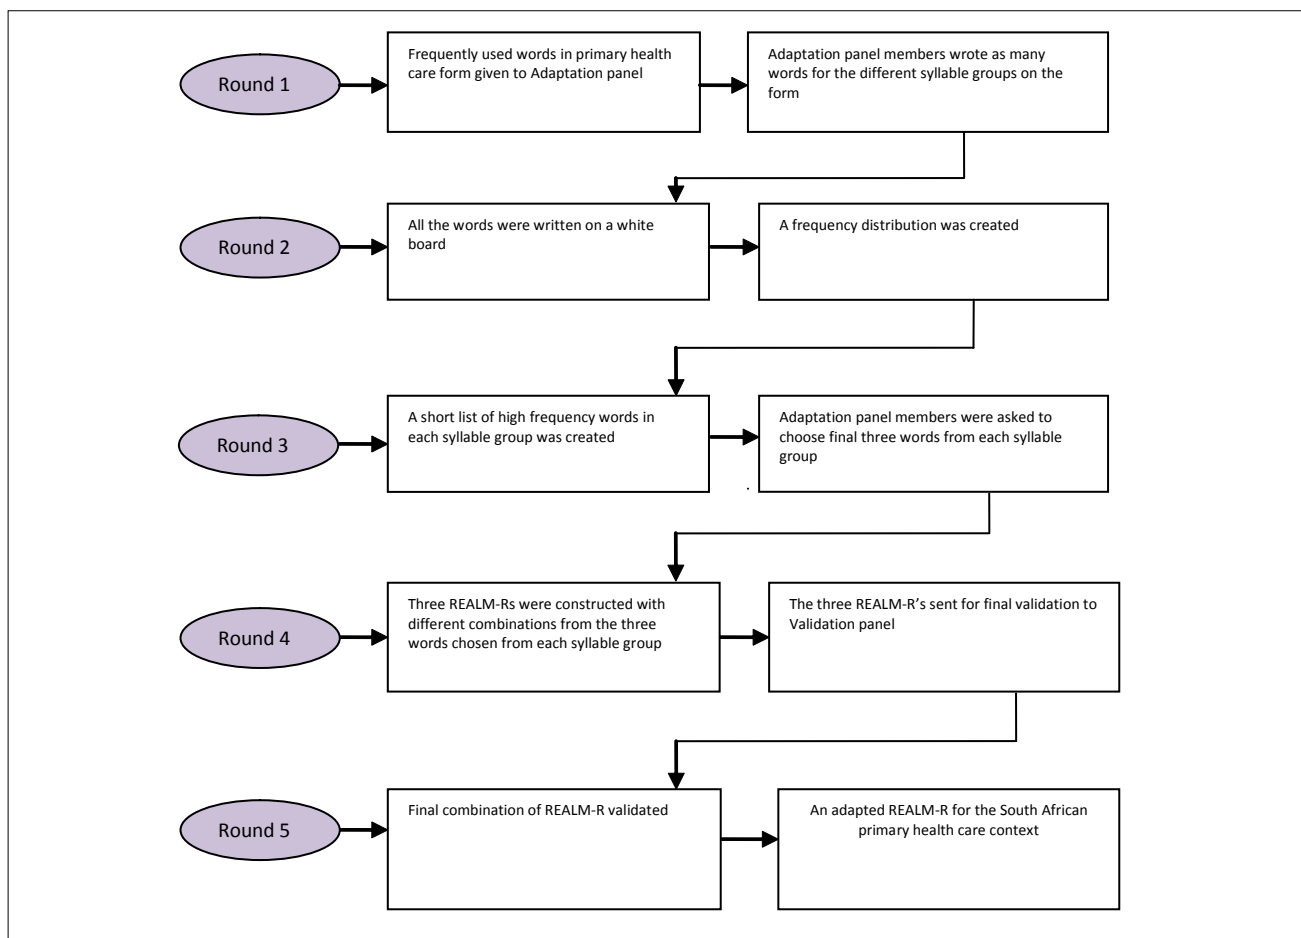 Round 1
Frequently used words in primary health
care form given to Adaptation panel
Adaptation panel members wrote as many
words for the different syllable groups on the
form
Round 2
All the words were written on a white
board
A frequency distribution was created
Round 3
A short list of high frequency words in
each syllable group was created
Adaptation panel members were asked to
choose final three words from each syllable
group
.
Round 4
Three REALM-Rs were constructed with
different combinations from the three
words chosen from each syllable group
The three REALM-R’s sent for final validation to
Validation panel
Round 5
Final combination of REALM-R validated
An adapted REALM-R for the South African
primary health care context